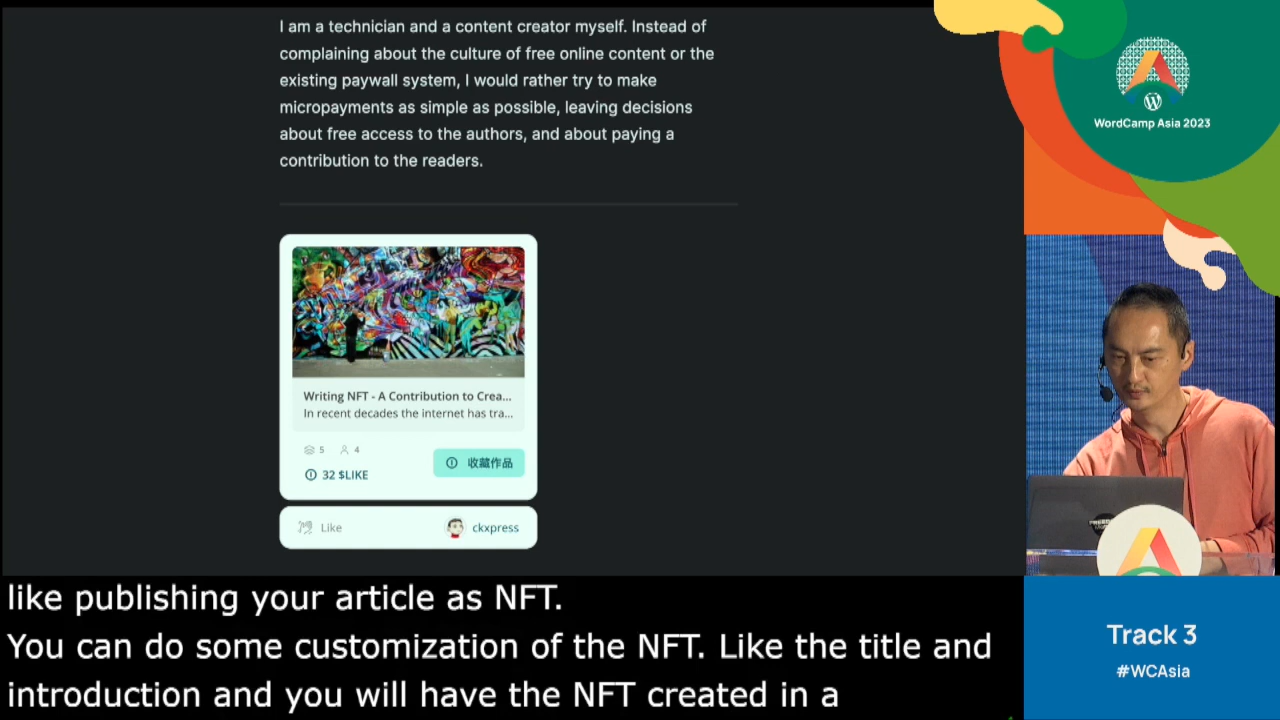 I am a technician and a content creator myself. Instead of
complaining about the culture of free online content or the
existing paywall system, I would rather try to make
micropayments as simple as possible, leaving decisions
about free access to the authors, and about paying a
contribution to the readers.
Writing NFT - A Contribution to Crea...
In recent decades the internet has tra...
5 4
32 $LIKE
收藏作品
Like
ckxpress
WordCamp Asia 2023
like publishing your article as NFT.
You can do some customization of the NFT. Like the title and
introduction and you will have the NFT created in a
Track 3
#WCAsia